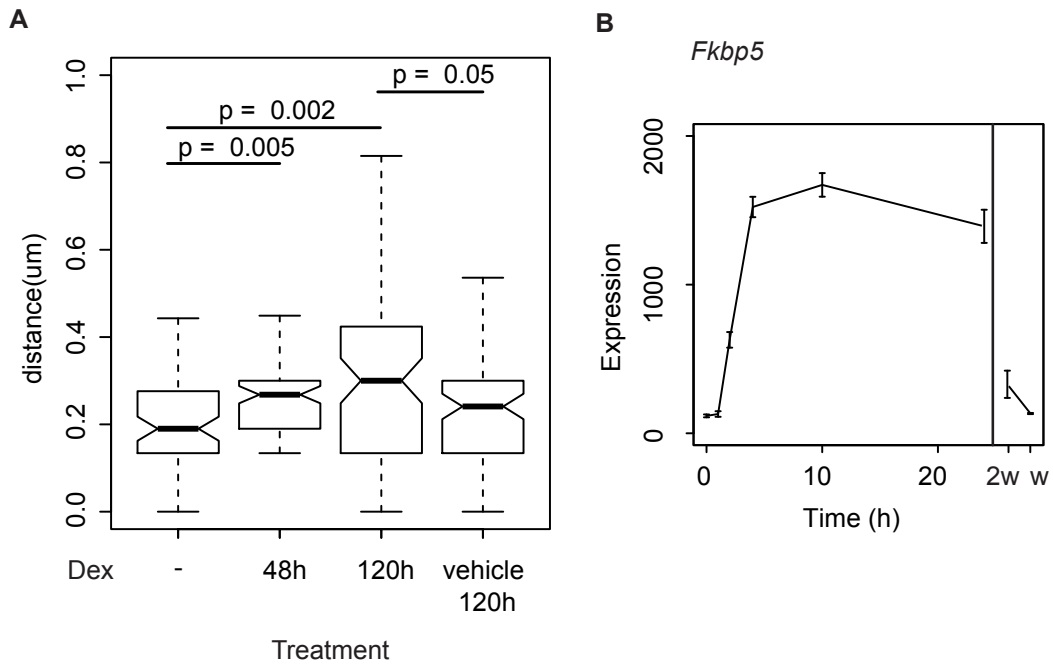 A
B
Fkbp5
p = 0.05
p = 0.002
p = 0.005
1.0
0.8
0.6
0.4
0.2
0.0
distance(um)
Dex - 48h 120h vehicle
120h
Treatment
2000
1000
0
Expression
0 10 20 2w w
Time (h)